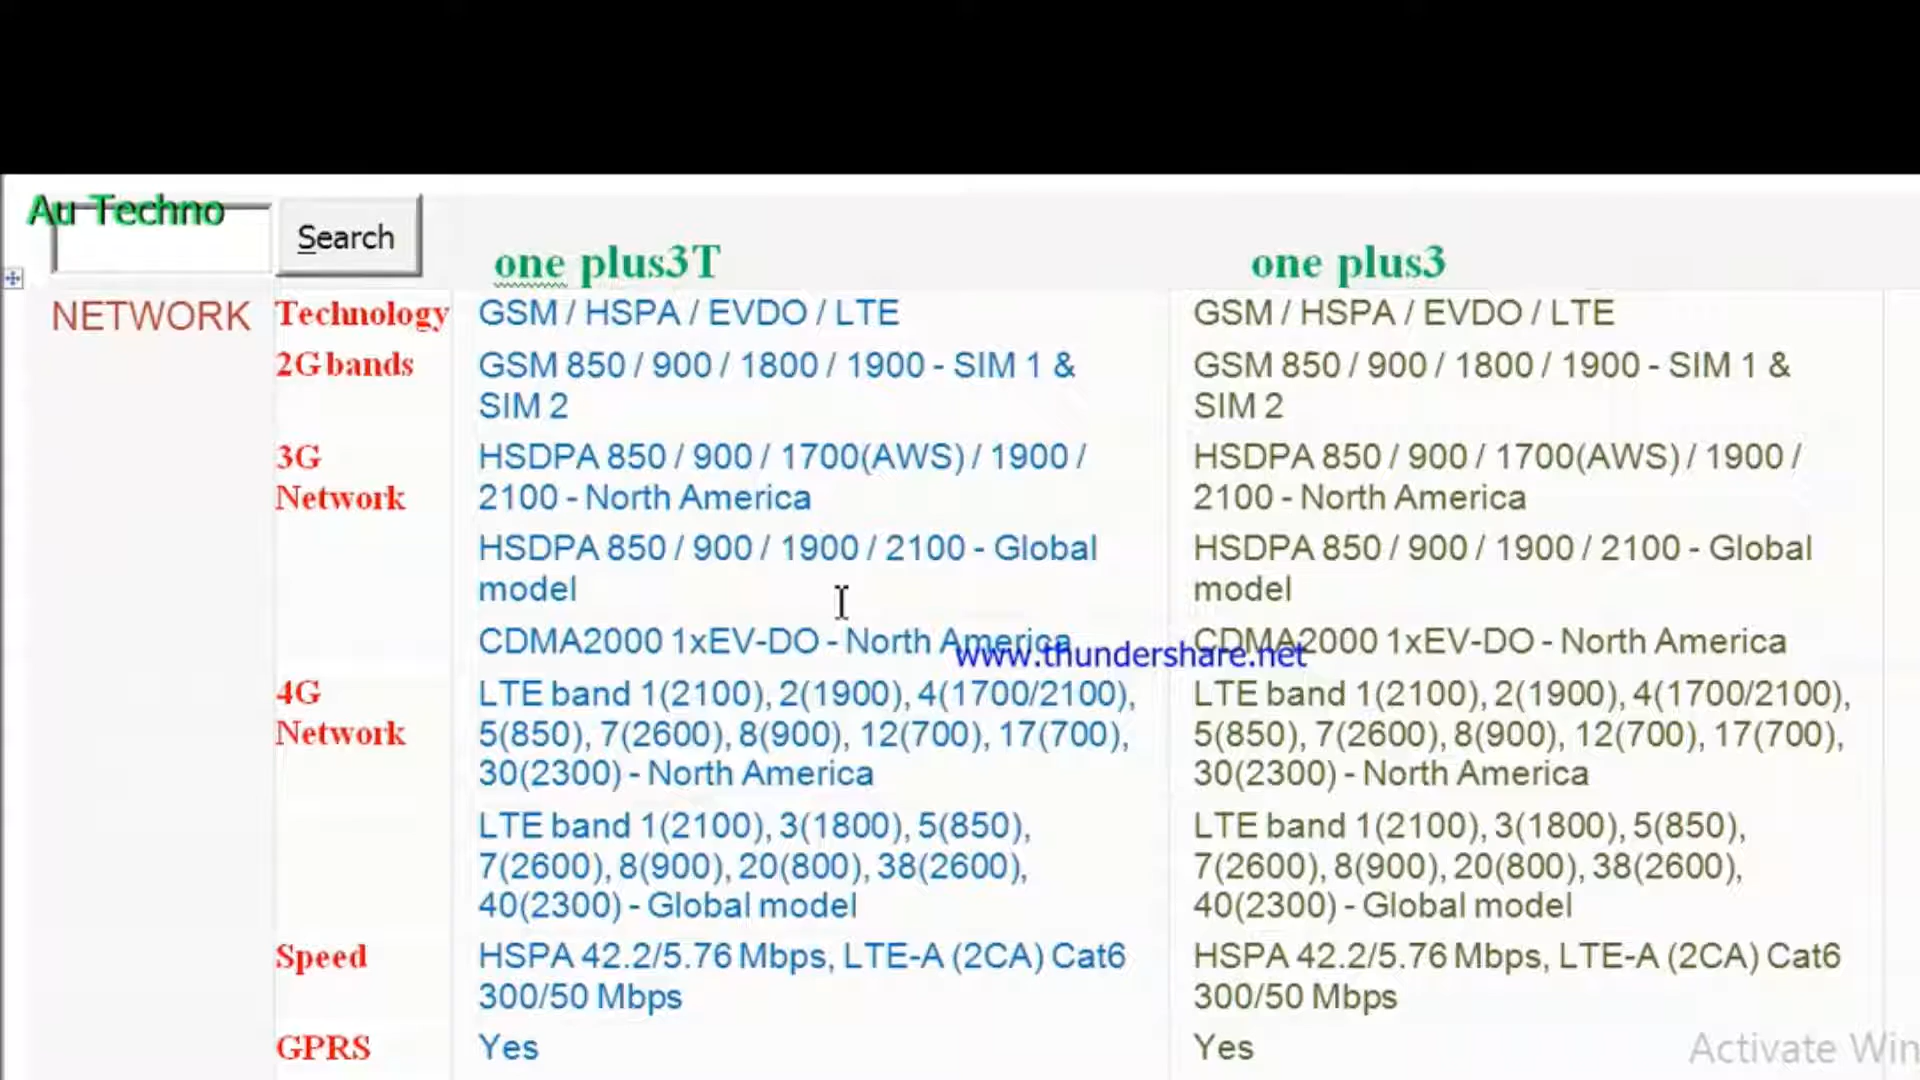 Au Techno
Search
one plus3T
one plus3
NETWORK
Technology
GSM / HSPA / EVDO / LTE
GSM / HSPA / EVDO / LTE
2G bands
GSM 850 / 900 / 1800 / 1900 - SIM 1 &
SIM 2
GSM 850 / 900 / 1800 / 1900 - SIM 1 &
SIM 2
3G
Network
HSDPA 850 / 900 / 1700(AWS) / 1900 /
2100 - North America
HSDPA 850 / 900 / 1700(AWS) / 1900 /
2100 - North America
HSDPA 850 / 900 / 1900 / 2100 - Global
model
HSDPA 850 / 900 / 1900 / 2100 - Global
model
CDMA2000 1xEV-DO - North America
CDMA2000 1xEV-DO - North America
www.thundershare.net
4G
Network
LTE band 1(2100), 2(1900), 4(1700/2100),
5(850), 7(2600), 8(900), 12(700), 17(700),
30(2300) - North America
LTE band 1(2100), 2(1900), 4(1700/2100),
5(850), 7(2600), 8(900), 12(700), 17(700),
30(2300) - North America
LTE band 1(2100), 3(1800), 5(850),
7(2600), 8(900), 20(800), 38(2600),
40(2300) - Global model
LTE band 1(2100), 3(1800), 5(850),
7(2600), 8(900), 20(800), 38(2600),
40(2300) - Global model
Speed
HSPA 42.2/5.76 Mbps, LTE-A (2CA) Cat6
300/50 Mbps
HSPA 42.2/5.76 Mbps, LTE-A (2CA) Cat6
300/50 Mbps
GPRS
Yes
Yes
Activate Win